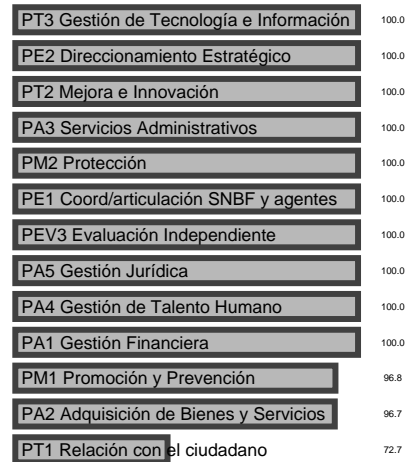 PT3 Gestión de Tecnología e Información 100.0
PE2 Direccionamiento Estratégico 100.0
PT2 Mejora e Innovación 100.0
PA3 Servicios Administrativos 100.0
PM2 Protección 100.0
PE1 Coord/articulación SNBF y agentes 100.0
PEV3 Evaluación Independiente 100.0
PA5 Gestión Jurídica 100.0
PA4 Gestión de Talento Humano 100.0
PA1 Gestión Financiera 100.0
PM1 Promoción y Prevención 96.8
PA2 Adquisición de Bienes y Servicios 96.7
PT1 Relación con el ciudadano 72.7